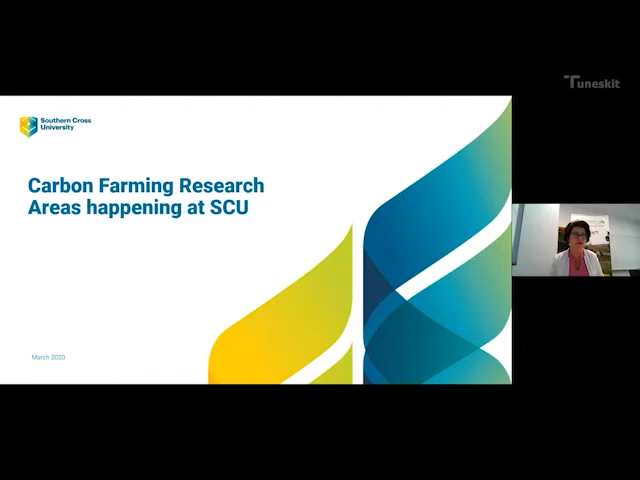 Tuneskit
Southern Cross
University
Carbon Farming Research
Areas happening at SCU
March 2020